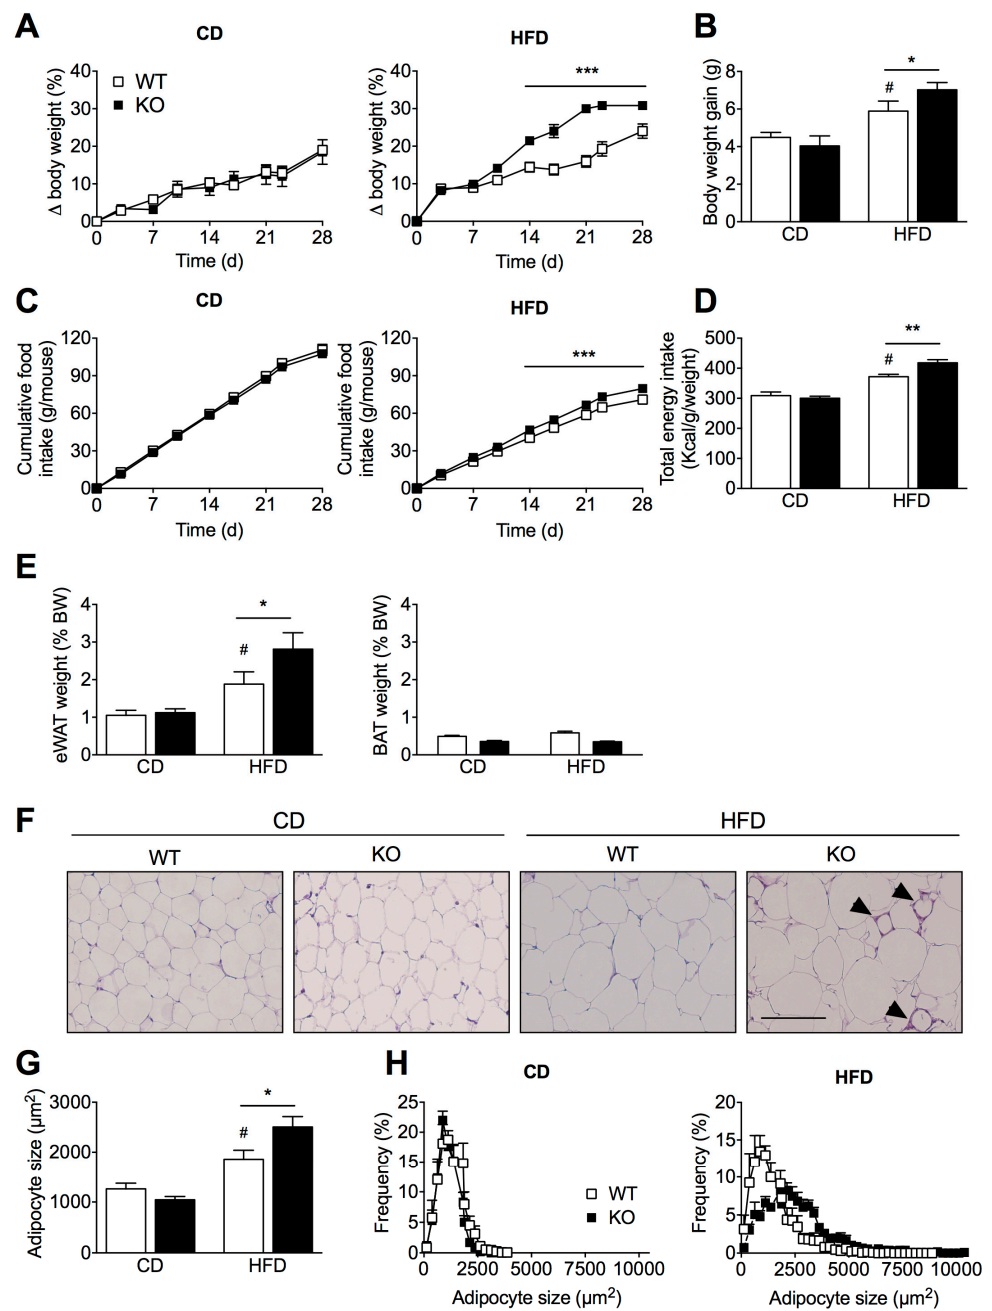 A
CD
HFD
B
Δ body weight (%)
40
30
20
10
0
WT
KO
0 7 14 21 28
Time (d)
Δ body weight (%)
40
30
20
10
0
***
0 7 14 21 28
Time (d)
Body weight gain (g)
8
6
4
2
0
#
*
CD HFD
C
CD
HFD
D
Cumulative food
intake (g/mouse)
120
90
60
30
0
0 7 14 21 28
Time (d)
Cumulative food
intake (g/mouse)
120
90
60
30
0
***
0 7 14 21 28
Time (d)
Total energy intake
(Kcal/g/weight)
500
400
300
200
100
0
#
**
CD HFD
E
eWAT weight (% BW)
4
3
2
1
0
#
*
CD HFD
BAT weight (% BW)
4
3
2
1
0
CD HFD
F
CD HFD
WT KO WT KO
G
Adipocyte size (µm²)
3000
2000
1000
0
#
*
CD HFD
H
CD
Frequency (%)
25
20
15
10
5
0
WT
KO
0 2500 5000 7500 10000
Adipocyte size (µm²)
HFD
Frequency (%)
20
15
10
5
0
0 2500 5000 7500 10000
Adipocyte size (µm²)